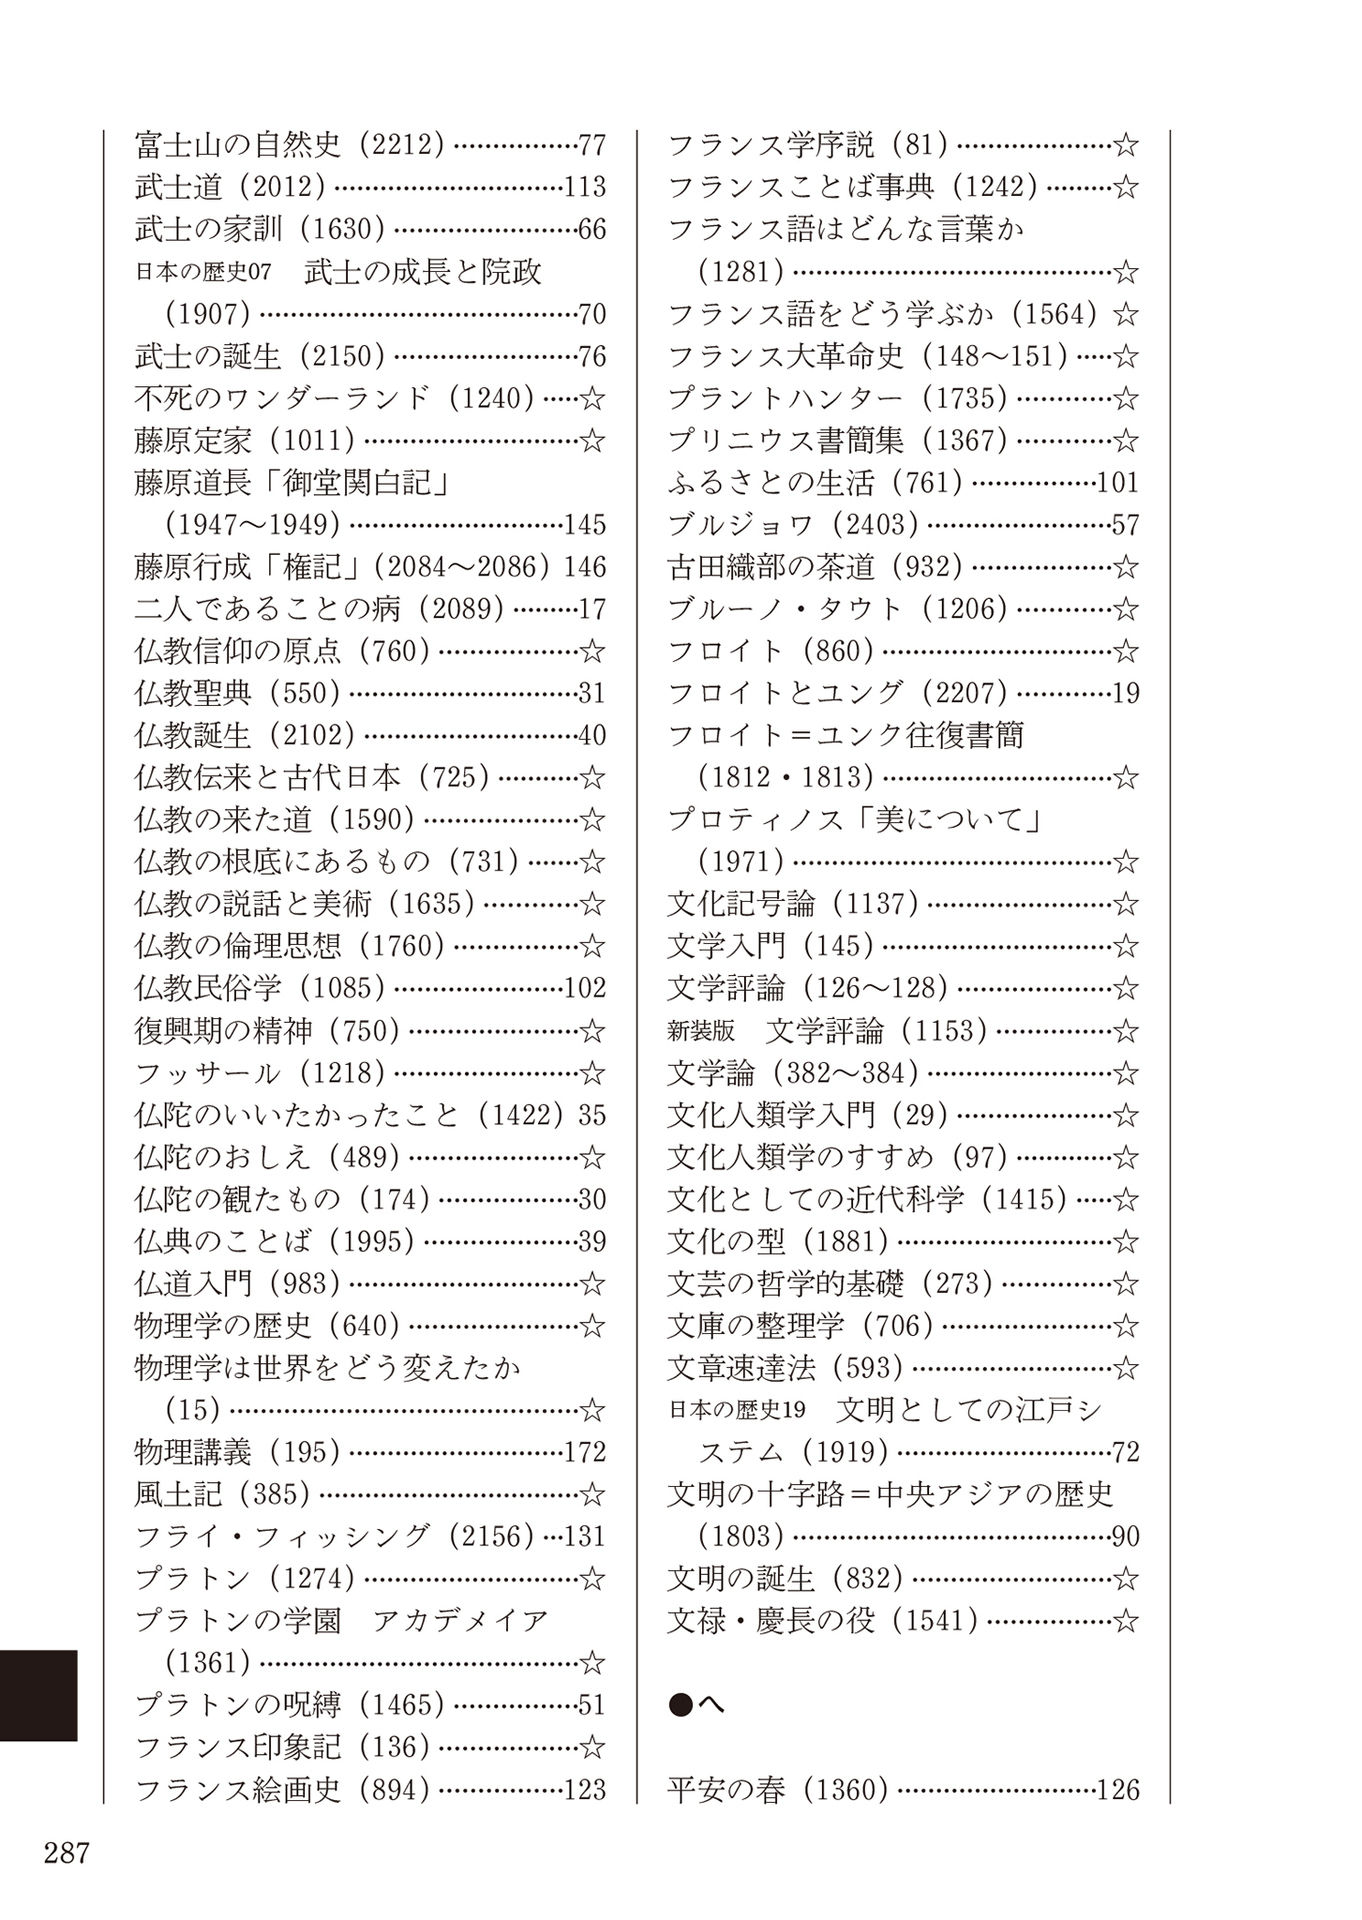 富士山の自然史（2212）………………77
武士道（2012）…………………………113
武士の家訓（1630）……………………66
日本の歴史07　武士の成長と院政
（1907）……………………………………70
武士の誕生（2150）……………………76
不死のワンダーランド（1240）……☆
藤原定家（1011）………………………☆
藤原道長「御堂関白記」
（1947〜1949）………………………145
藤原行成「権記」（2084〜2086）146
二人であることの病（2089）………17
仏教信仰の原点（760）………………☆
仏教聖典（550）…………………………31
仏教誕生（2102）………………………40
仏教伝来と古代日本（725）…………☆
仏教の来た道（1590）…………………☆
仏教の根底にあるもの（731）………☆
仏教の説話と美術（1635）…………☆
仏教の倫理思想（1760）……………☆
仏教民俗学（1085）…………………102
復興期の精神（750）…………………☆
フッサール（1218）……………………☆
仏陀のいいたかったこと（1422）35
仏陀のおしえ（489）…………………☆
仏陀の観たもの（174）………………30
仏典のことば（1995）…………………39
仏道入門（983）…………………………☆
物理学の歴史（640）…………………☆
物理学は世界をどう変えたか
（15）………………………………………☆
物理講義（195）………………………172
風土記（385）……………………………☆
フライ・フィッシング（2156）…131
プラトン（1274）………………………☆
プラトンの学園　アカデメイア
（1361）……………………………………☆
プラトンの呪縛（1465）……………51
フランス印象記（136）………………☆
フランス絵画史（894）……………123
フランス学序説（81）…………………☆
フランスことば事典（1242）………☆
フランス語はどんな言葉か
（1281）……………………………………☆
フランス語をどう学ぶか（1564）☆
フランス大革命史（148〜151）……☆
プラントハンター（1735）…………☆
プリニウス書簡集（1367）…………☆
ふるさとの生活（761）……………101
ブルジョワ（2403）……………………57
古田織部の茶道（932）………………☆
ブルーノ・タウト（1206）…………☆
フロイト（860）…………………………☆
フロイトとユング（2207）…………19
フロイト＝ユンク往復書簡
（1812・1813）…………………………☆
プロティノス「美について」
（1971）……………………………………☆
文化記号論（1137）……………………☆
文学入門（145）…………………………☆
文学評論（126〜128）…………………☆
新装版　文学評論（1153）……………☆
文学論（382〜384）……………………☆
文化人類学入門（29）…………………☆
文化人類学のすすめ（97）…………☆
文化としての近代科学（1415）……☆
文化の型（1881）………………………☆
文芸の哲学的基礎（273）……………☆
文庫の整理学（706）…………………☆
文章速達法（593）……………………☆
日本の歴史19　文明としての江戸シ
ステム（1919）…………………………72
文明の十字路＝中央アジアの歴史
（1803）……………………………………90
文明の誕生（832）……………………☆
文禄・慶長の役（1541）……………☆
●へ
平安の春（1360）……………………126
287